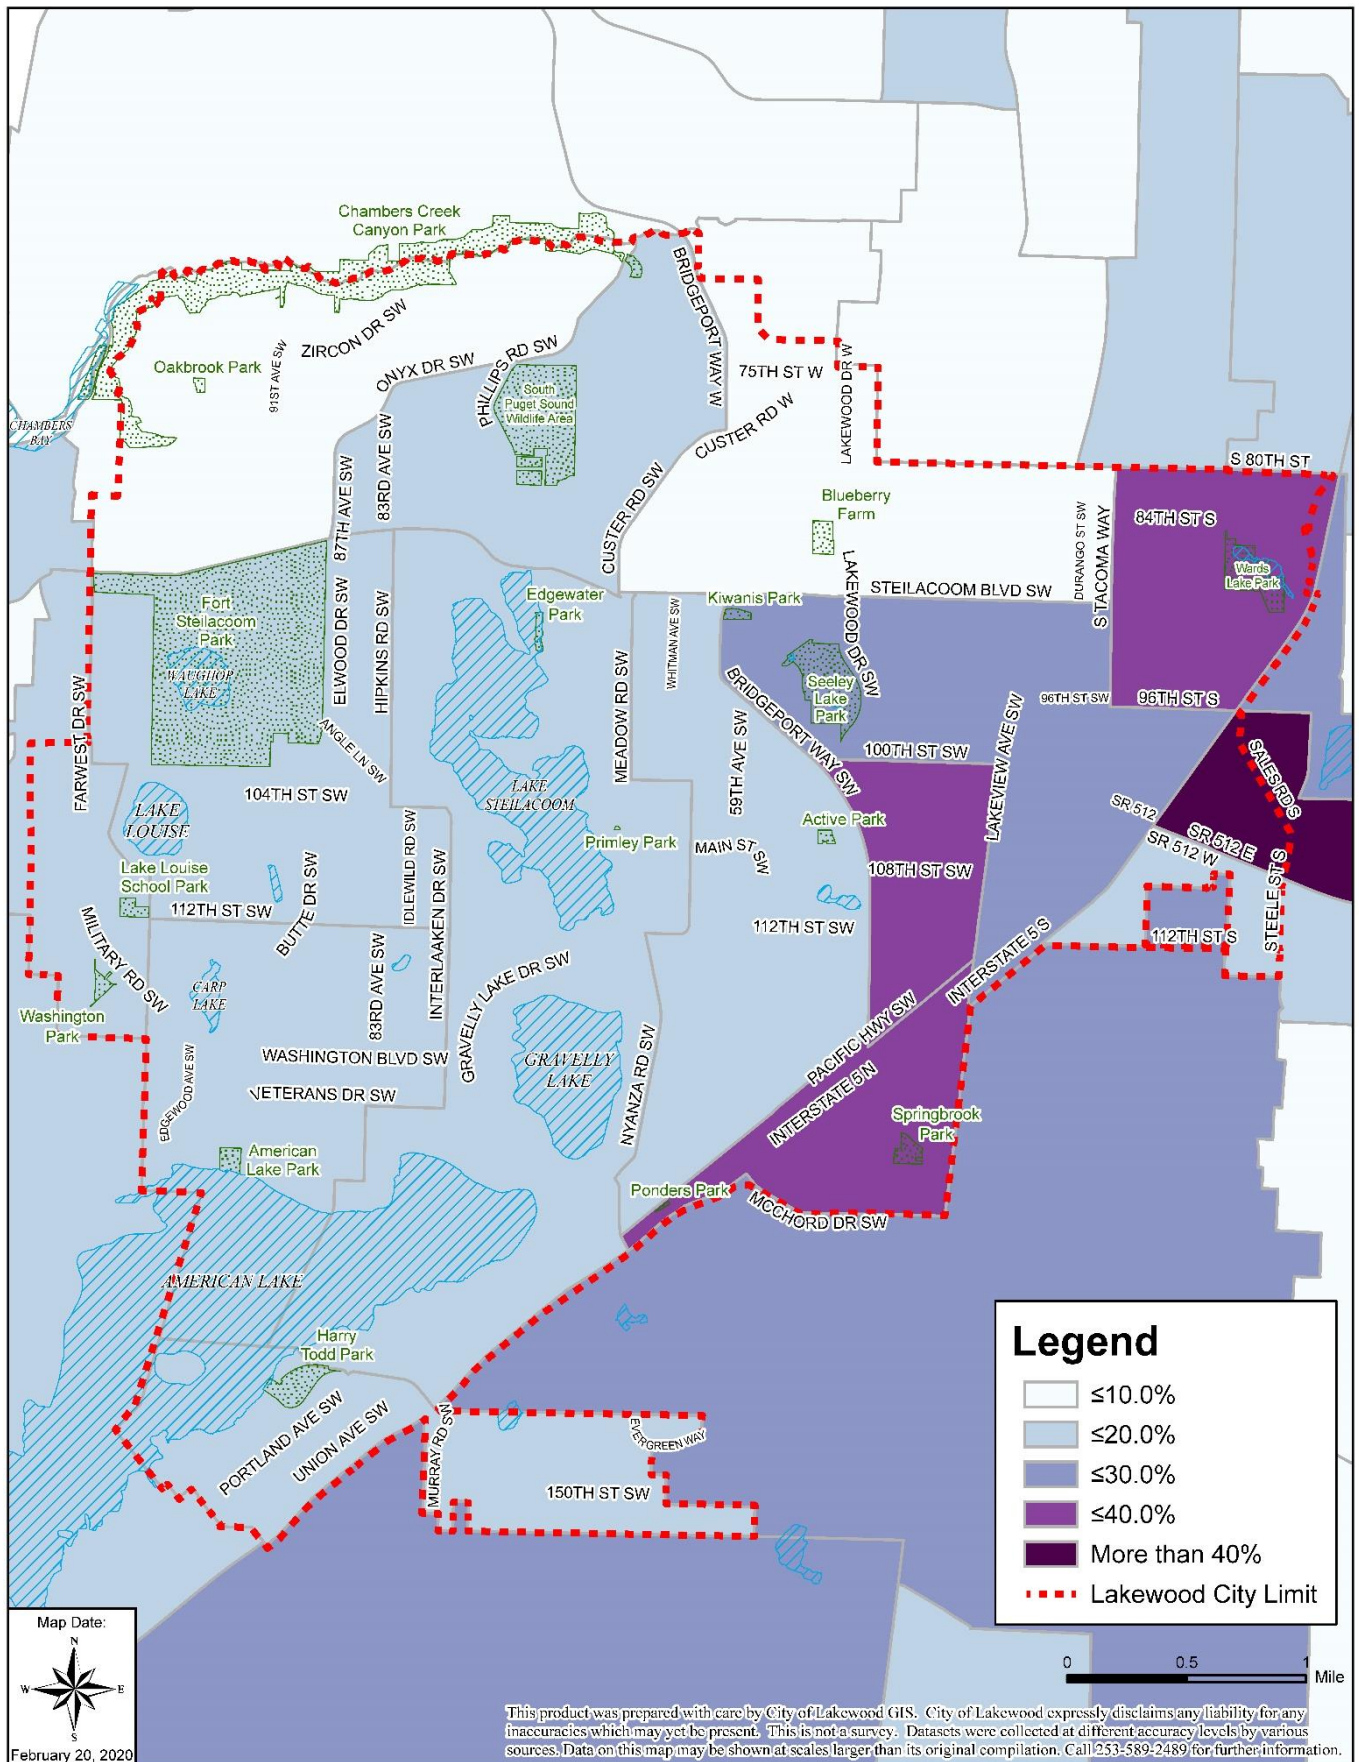 Chambers Creek
Canyon Park
BRIDGEPORT WAY W
ZIRCON DR SW
Oakbrook Park
91ST AVE SW
ONYX DR SW
PHILLIPS RD SW
75TH ST W
LAKEWOOD DR W
South
Puget Sound
Wildlife Area
CUSTER RD W
CHAMBERS
BAY
83RD AVE SW
87TH AVE SW
CUSTER RD SW
S 80TH ST
Blueberry
Farm
DURANGO ST SW
S TACOMA WAY
84TH ST S
Wards
Lake Park
Fort
Steilacoom
Park
ELWOOD DR SW
HIPKINS RD SW
Edgewater
Park
WHITMAN AVE SW
Kiwanis Park
LAKEWOOD DR SW
STEILACOOM BLVD SW
WAUGHOP
LAKE
FARWEST DR SW
ANGLE LN SW
MEADOW RD SW
BRIDGEPORT WAY SW
Seeley
Lake
Park
96TH ST SW
96TH ST S
59TH AVE SW
100TH ST SW
LAKEVIEW AVE SW
SALES RD S
104TH ST SW
LAKE
STEILACOOM
LAKE
LOUISE
Active Park
SR 512
SR 512 E
SR 512 W
Primley Park
MAIN ST SW
IDLEWILD RD SW
INTERLAAKEN DR SW
Lake Louise
School Park
BUTTE DR SW
108TH ST SW
STEELE ST S
112TH ST SW
112TH ST SW
112TH ST S
MILITARY RD SW
CARP
LAKE
83RD AVE SW
GRAVELLY LAKE DR SW
INTERSTATE 5 S
Washington
Park
WASHINGTON BLVD SW
GRAVELLY
LAKE
NYANZA RD SW
PACIFIC HWY SW
INTERSTATE 5 N
EDGEWOOD AVE SW
VETERANS DR SW
Springbrook
Park
American
Lake Park
Ponders Park
MCCHORD DR SW
AMERICAN LAKE
Harry
Todd Park
PORTLAND AVE SW
UNION AVE SW
MURRAY RD SW
EVERGREEN WAY
150TH ST SW
Legend
≤10.0%
≤20.0%
≤30.0%
≤40.0%
More than 40%
Lakewood City Limit
Map Date:
N
W
E
S
February 20, 2020
0
0.5
1
Mile
This product was prepared with care by City of Lakewood GIS. City of Lakewood expressly disclaims any liability for any
inaccuracies which may yet be present. This is not a survey. Datasets were collected at different accuracy levels by various
sources. Data on this map may be shown at scales larger than its original compilation. Call 253-589-2489 for further information.